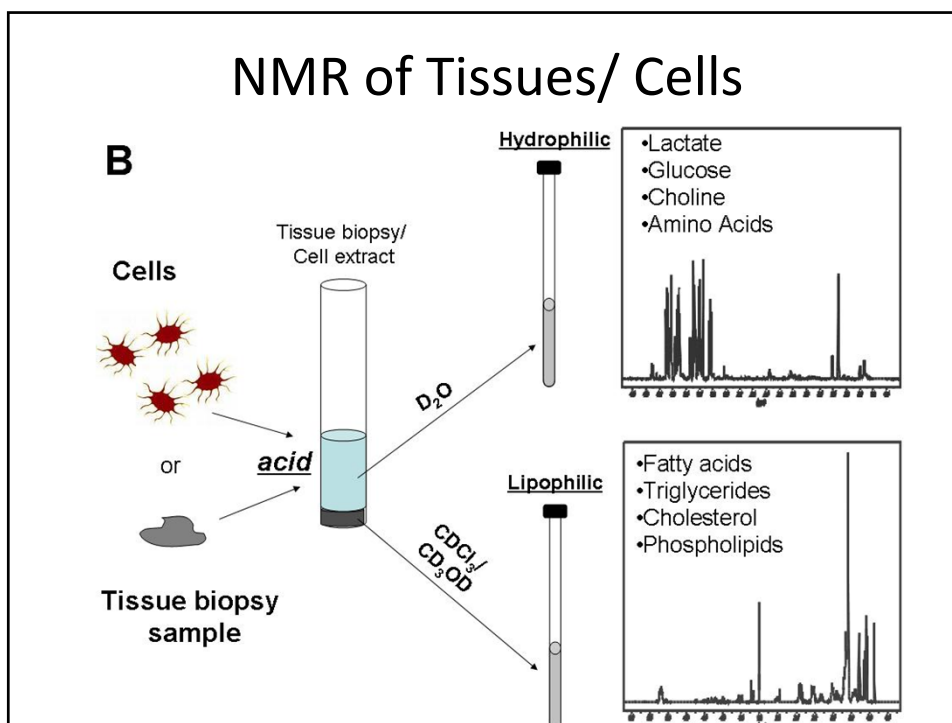 NMR of Tissues/ Cells
B
Cells
or
Tissue biopsy
sample
Tissue biopsy/
Cell extract
acid
D₂O
CDCl₃/
CD₃OD
Hydrophilic
•Lactate
•Glucose
•Choline
•Amino Acids
Lipophilic
•Fatty acids
•Triglycerides
•Cholesterol
•Phospholipids